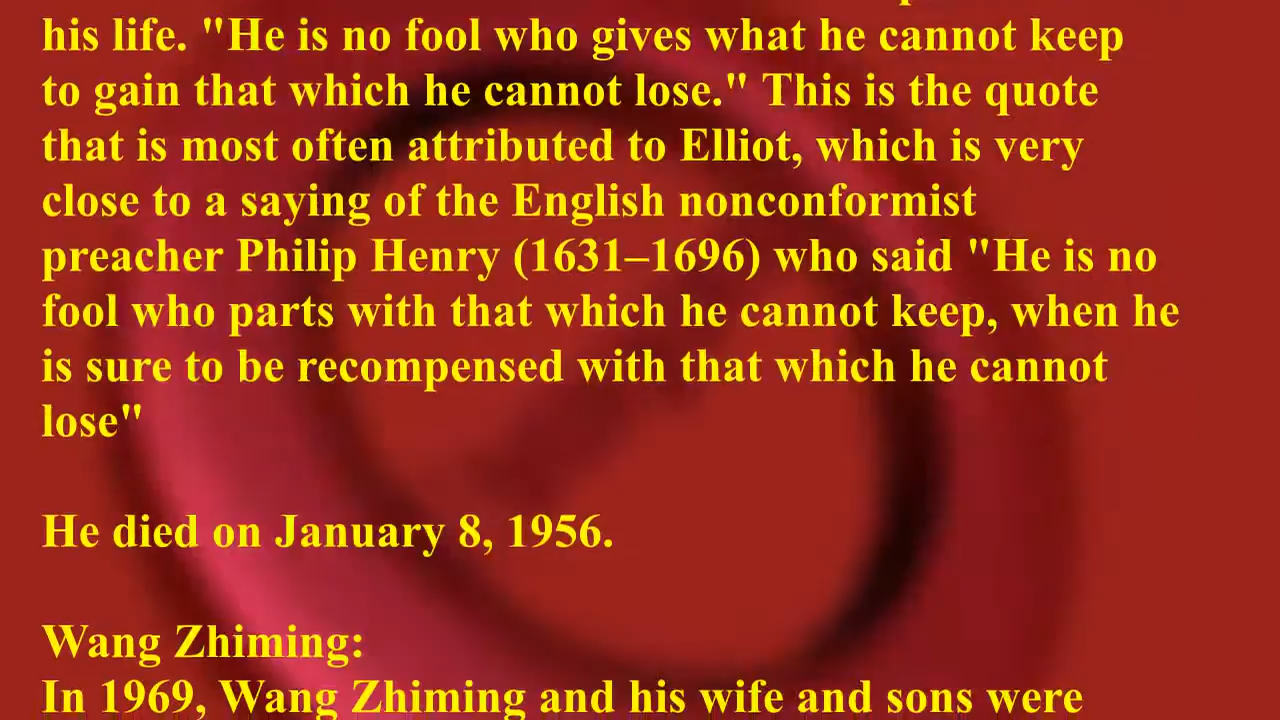 his life. "He is no fool who gives what he cannot keep
to gain that which he cannot lose." This is the quote
that is most often attributed to Elliot, which is very
close to a saying of the English nonconformist
preacher Philip Henry (1631–1696) who said "He is no
fool who parts with that which he cannot keep, when he
is sure to be recompensed with that which he cannot
lose"
He died on January 8, 1956.
Wang Zhiming:
In 1969, Wang Zhiming and his wife and sons were